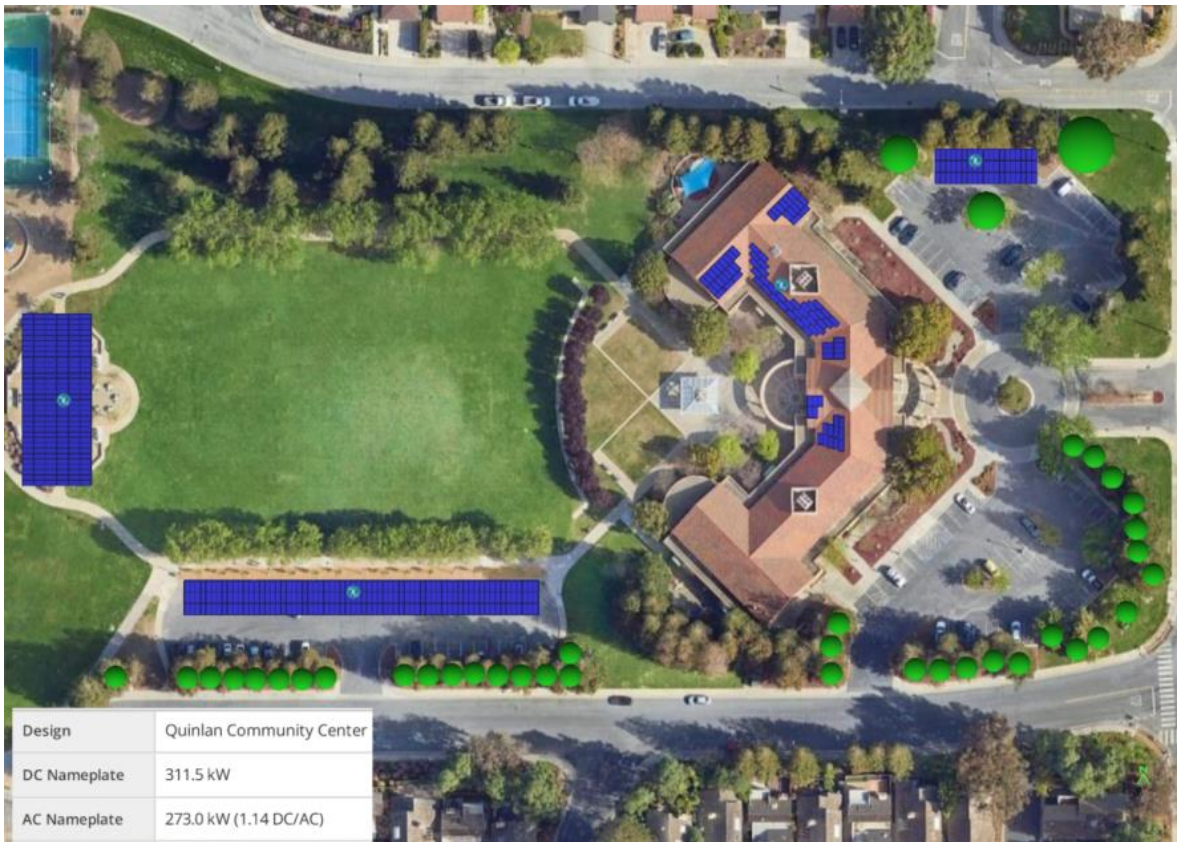 Design Quinlan Community Center
DC Nameplate 311.5 kW
AC Nameplate 273.0 kW (1.14 DC/AC)